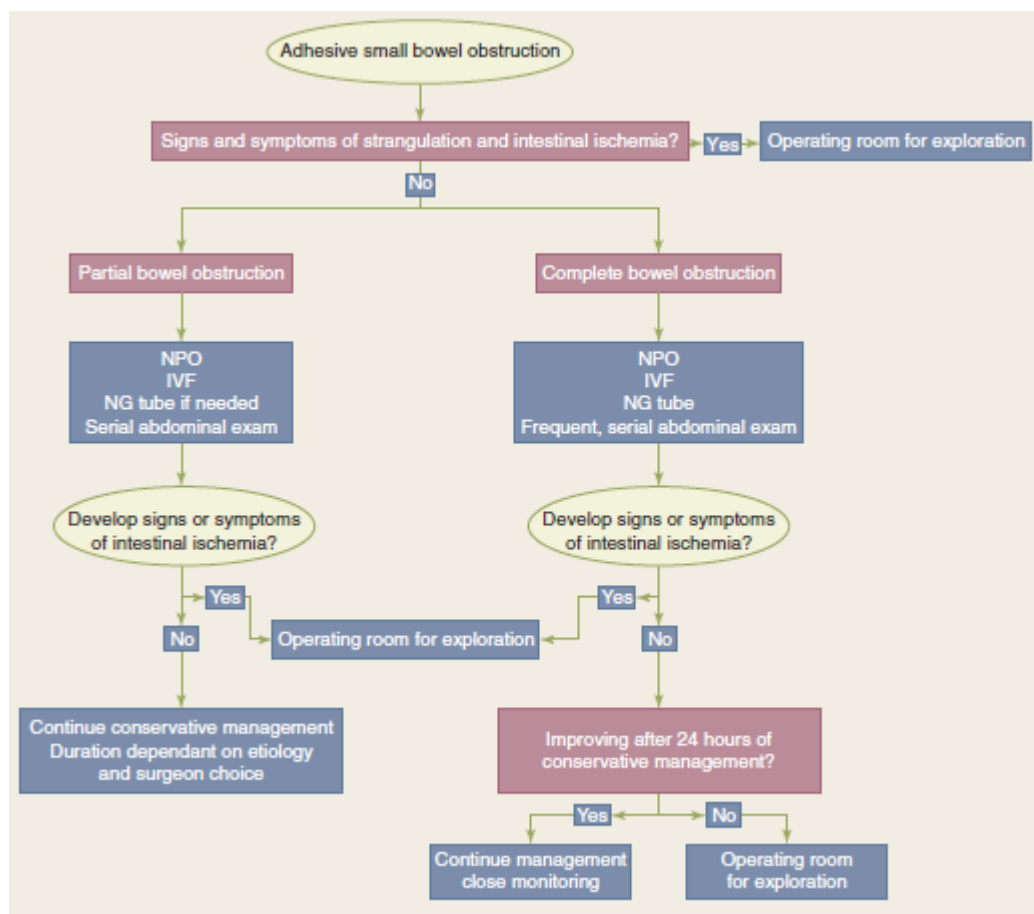 Adhesive small bowel obstruction
Signs and symptoms of strangulation and intestinal ischemia?
Yes
Operating room for exploration
No
Partial bowel obstruction
Complete bowel obstruction
NPO
IVF
NG tube if needed
Serial abdominal exam
NPO
IVF
NG tube
Frequent, serial abdominal exam
Develop signs or symptoms
of intestinal ischemia?
Develop signs or symptoms
of intestinal ischemia?
Yes
Yes
No
Operating room for exploration
No
Continue conservative management
Duration dependant on etiology
and surgeon choice
Improving after 24 hours of
conservative management?
Yes
No
Continue management
close monitoring
Operating room
for exploration